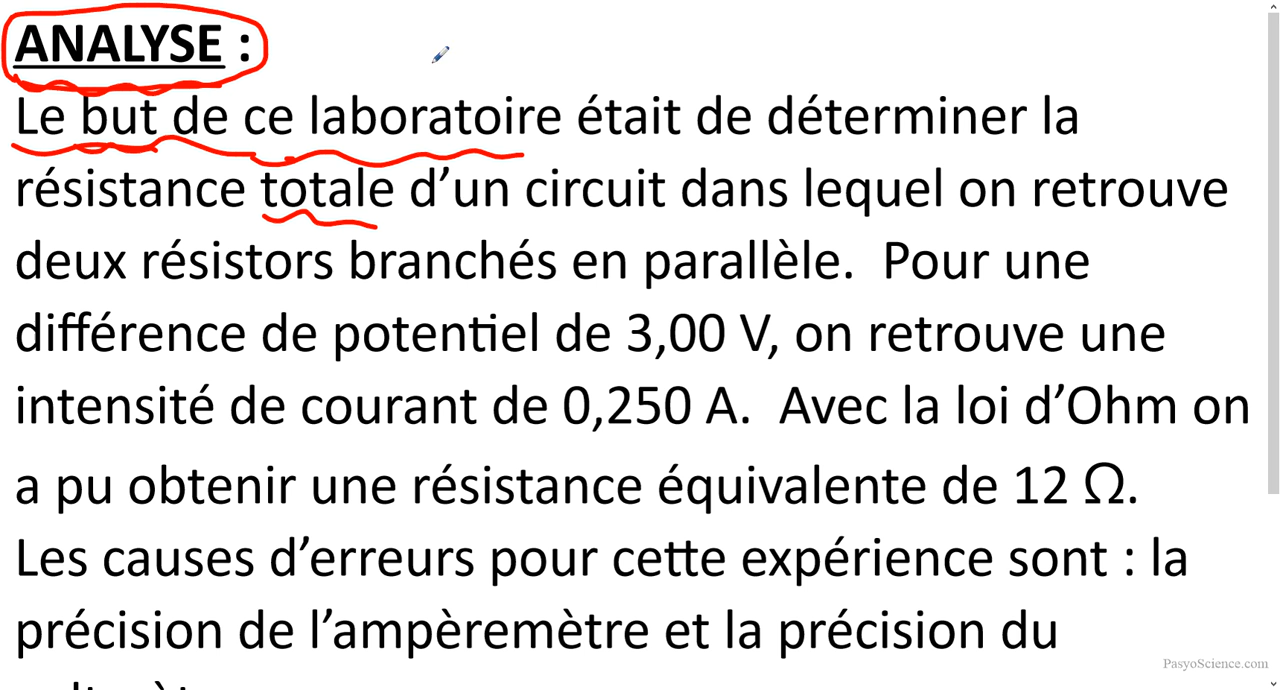 ANALYSE :
Le but de ce laboratoire était de déterminer la
résistance totale d’un circuit dans lequel on retrouve
deux résistors branchés en parallèle.  Pour une
différence de potentiel de 3,00 V, on retrouve une
intensité de courant de 0,250 A.  Avec la loi d’Ohm on
a pu obtenir une résistance équivalente de 12 Ω.
Les causes d’erreurs pour cette expérience sont : la
précision de l’ampèremètre et la précision du
PasyoScience.com